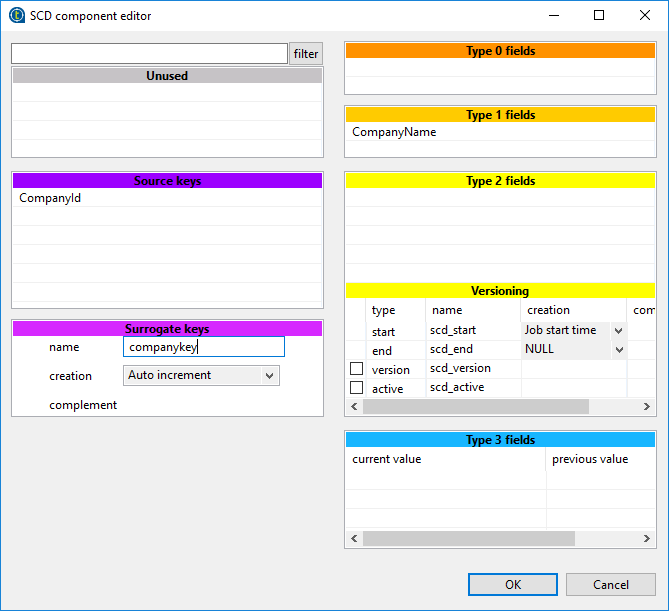 SCD component editor
filter
Unused
Source keys
CompanyId
Surrogate keys
name companykey
creation Auto increment
complement
Type 0 fields
Type 1 fields
CompanyName
Type 2 fields
Versioning
type name creation com
start scd_start Job start time
end scd_end NULL
version scd_version
active scd_active
Type 3 fields
current value previous value
OK Cancel